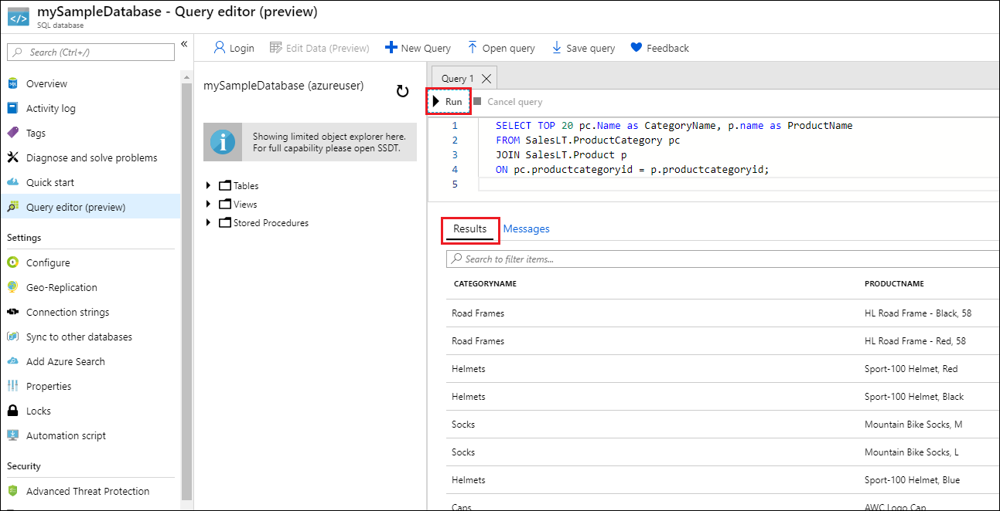 mySampleDatabase - Query editor (preview)
SQL database
Search (Ctrl+/)
«
Overview
Activity log
Tags
Diagnose and solve problems
Quick start
Query editor (preview)
Settings
Configure
Geo-Replication
Connection strings
Sync to other databases
Add Azure Search
Properties
Locks
Automation script
Security
Advanced Threat Protection
Login Edit Data (Preview) New Query Open query Save query Feedback
mySampleDatabase (azureuser)
Showing limited object explorer here.
For full capability please open SSDT.
Tables
Views
Stored Procedures
Query 1
Run Cancel query
1 SELECT TOP 20 pc.Name as CategoryName, p.name as ProductName
2 FROM SalesLT.ProductCategory pc
3 JOIN SalesLT.Product p
4 ON pc.productcategoryid = p.productcategoryid;
5
Results Messages
Search to filter items...
CATEGORYNAME PRODUCTNAME
Road Frames HL Road Frame - Black, 58
Road Frames HL Road Frame - Red, 58
Helmets Sport-100 Helmet, Red
Helmets Sport-100 Helmet, Black
Socks Mountain Bike Socks, M
Socks Mountain Bike Socks, L
Helmets Sport-100 Helmet, Blue
Caps AWC Logo Cap